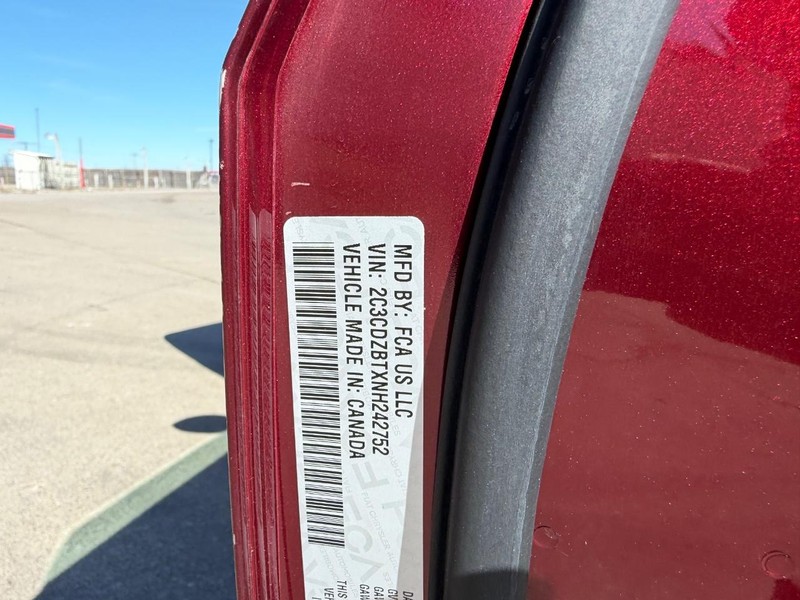 MFD BY: FCA US LLC
VIN: 2C3CDZBTXNH242752
VEHICLE MADE IN: CANADA